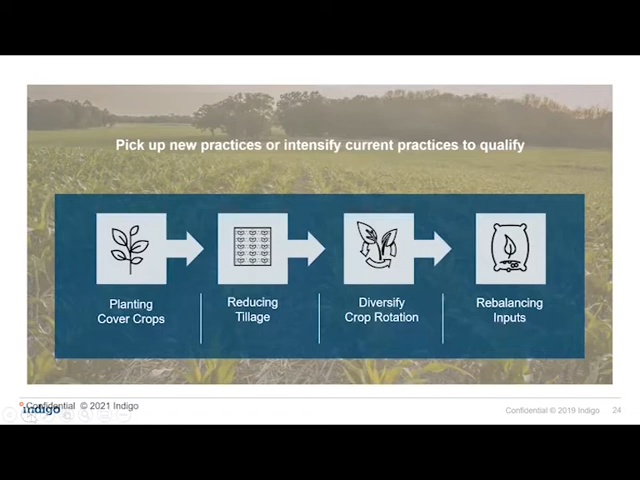 Pick up new practices or intensify current practices to qualify
Planting
Cover Crops
Reducing
Tillage
Diversify
Crop Rotation
Rebalancing
Inputs
Confidential © 2021 Indigo
indigo
Confidential © 2019 Indigo 24